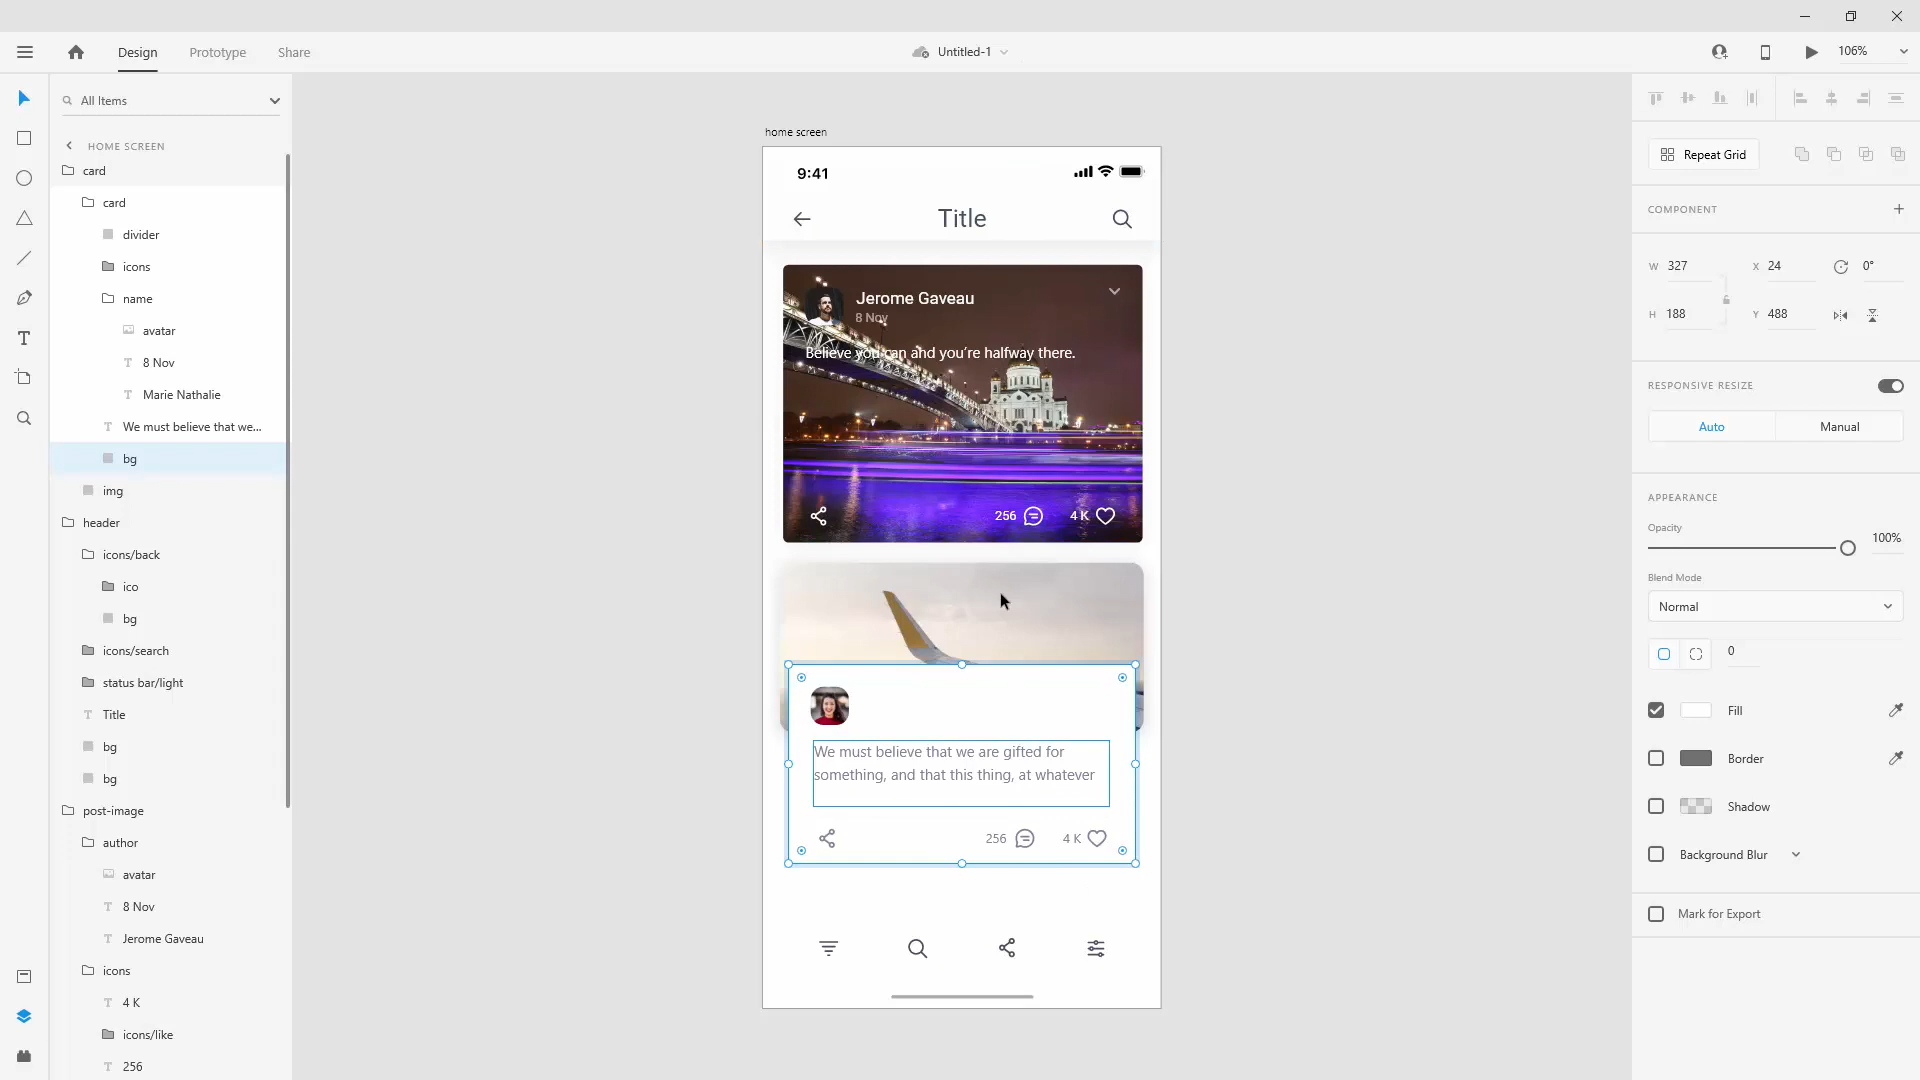 Design
Prototype
Share
Untitled-1
106%
All Items
HOME SCREEN
card
card
divider
icons
name
avatar
8 Nov
Marie Nathalie
We must believe that we...
bg
img
header
icons/back
ico
bg
icons/search
status bar/light
Title
bg
bg
post-image
author
avatar
8 Nov
Jerome Gaveau
icons
4 K
icons/like
256
home screen
9:41
Title
Jerome Gaveau
8 Nov
Believe you can and you're halfway there.
256
4 K
We must believe that we are gifted for
something, and that this thing, at whatever
256
4 K
Repeat Grid
COMPONENT
W 327
X 24
0°
H 188
Y 488
RESPONSIVE RESIZE
Auto
Manual
APPEARANCE
Opacity
100%
Blend Mode
Normal
0
Fill
Border
Shadow
Background Blur
Mark for Export